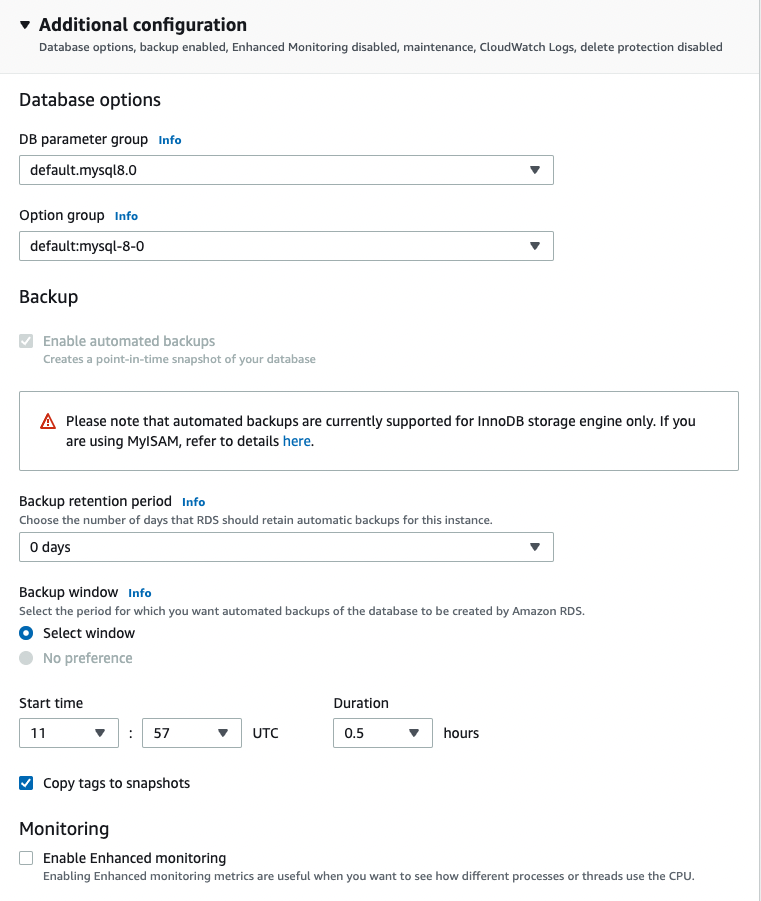 Additional configuration
Database options, backup enabled, Enhanced Monitoring disabled, maintenance, CloudWatch Logs, delete protection disabled
Database options
DB parameter group Info
default.mysql8.0
Option group Info
default:mysql-8-0
Backup
Enable automated backups
Creates a point-in-time snapshot of your database
Please note that automated backups are currently supported for InnoDB storage engine only. If you
are using MyISAM, refer to details here.
Backup retention period Info
Choose the number of days that RDS should retain automatic backups for this instance.
0 days
Backup window Info
Select the period for which you want automated backups of the database to be created by Amazon RDS.
Select window
No preference
Start time Duration
11 : 57 UTC 0.5 hours
Copy tags to snapshots
Monitoring
Enable Enhanced monitoring
Enabling Enhanced monitoring metrics are useful when you want to see how different processes or threads use the CPU.